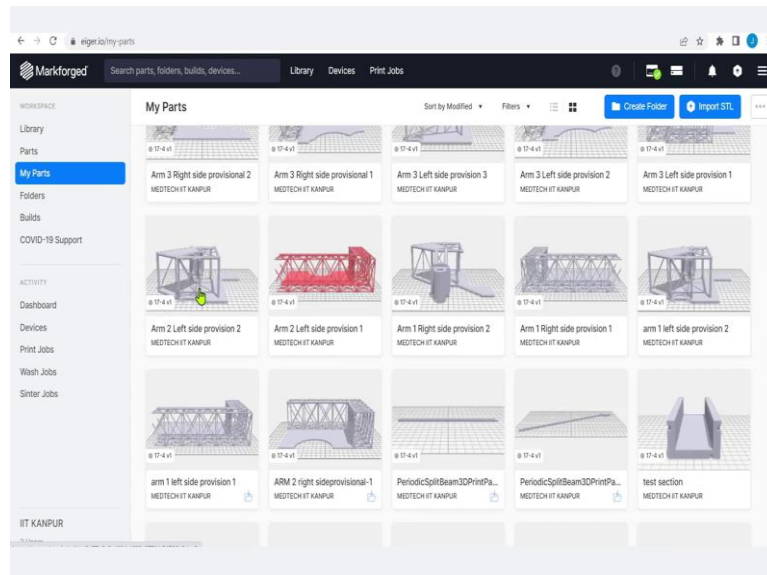 eiger.io/my-parts
Markforged
Search parts, folders, builds, devices...
Library
Devices
Print Jobs
WORKSPACE
Library
Parts
My Parts
Folders
Builds
COVID-19 Support
ACTIVITY
Dashboard
Devices
Print Jobs
Wash Jobs
Sinter Jobs
IIT KANPUR
My Parts
Sort by Modified
Filters
Create Folder
Import STL
17-4 v1
17-4 v1
17-4 v1
17-4 v1
17-4 v1
Arm 3 Right side provisional 2
MEDTECH IIT KANPUR
Arm 3 Right side provisional 1
MEDTECH IIT KANPUR
Arm 3 Left side provision 3
MEDTECH IIT KANPUR
Arm 3 Left side provision 2
MEDTECH IIT KANPUR
Arm 3 Left side provision 1
MEDTECH IIT KANPUR
17-4 v1
17-4 v1
17-4 v1
17-4 v1
17-4 v1
Arm 2 Left side provision 2
MEDTECH IIT KANPUR
Arm 2 Left side provision 1
MEDTECH IIT KANPUR
Arm 1 Right side provision 2
MEDTECH IIT KANPUR
Arm 1 Right side provision 1
MEDTECH IIT KANPUR
arm 1 left side provision 2
MEDTECH IIT KANPUR
17-4 v1
17-4 v1
17-4 v1
17-4 v1
17-4 v1
arm 1 left side provision 1
MEDTECH IIT KANPUR
ARM 2 right sideprovisional-1
MEDTECH IIT KANPUR
PeriodicSplitBeam3DPrintPa...
MEDTECH IIT KANPUR
PeriodicSplitBeam3DPrintPa...
MEDTECH IIT KANPUR
test section
MEDTECH IIT KANPUR